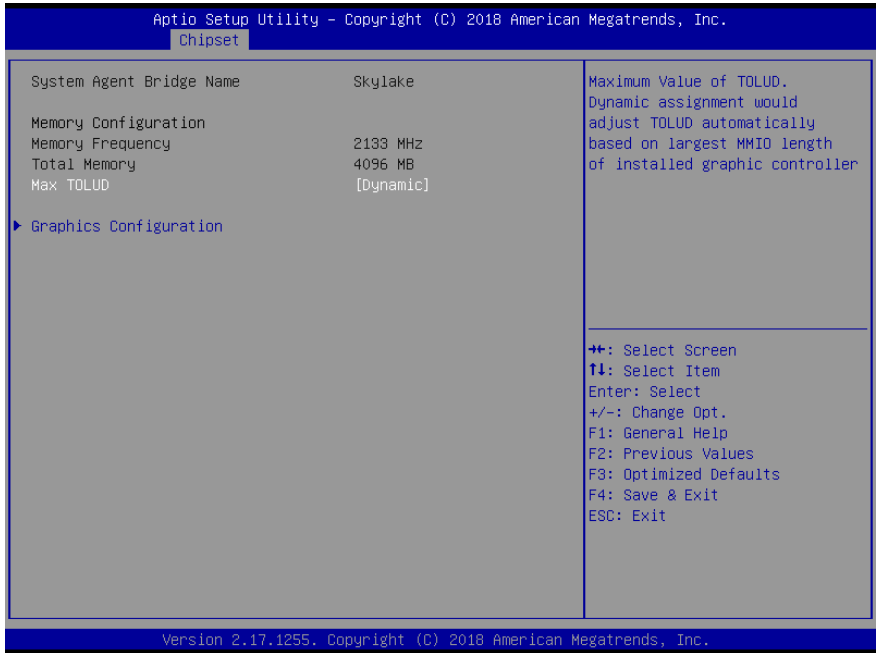 Aptio Setup Utility – Copyright (C) 2018 American Megatrends, Inc.
Chipset
System Agent Bridge Name Skylake
Memory Configuration
Memory Frequency 2133 MHz
Total Memory 4096 MB
Max TOLUD [Dynamic]
Graphics Configuration
Maximum Value of TOLUD.
Dynamic assignment would
adjust TOLUD automatically
based on largest MMIO length
of installed graphic controller
→←: Select Screen
↑↓: Select Item
Enter: Select
+/-: Change Opt.
F1: General Help
F2: Previous Values
F3: Optimized Defaults
F4: Save & Exit
ESC: Exit
Version 2.17.1255. Copyright (C) 2018 American Megatrends, Inc.